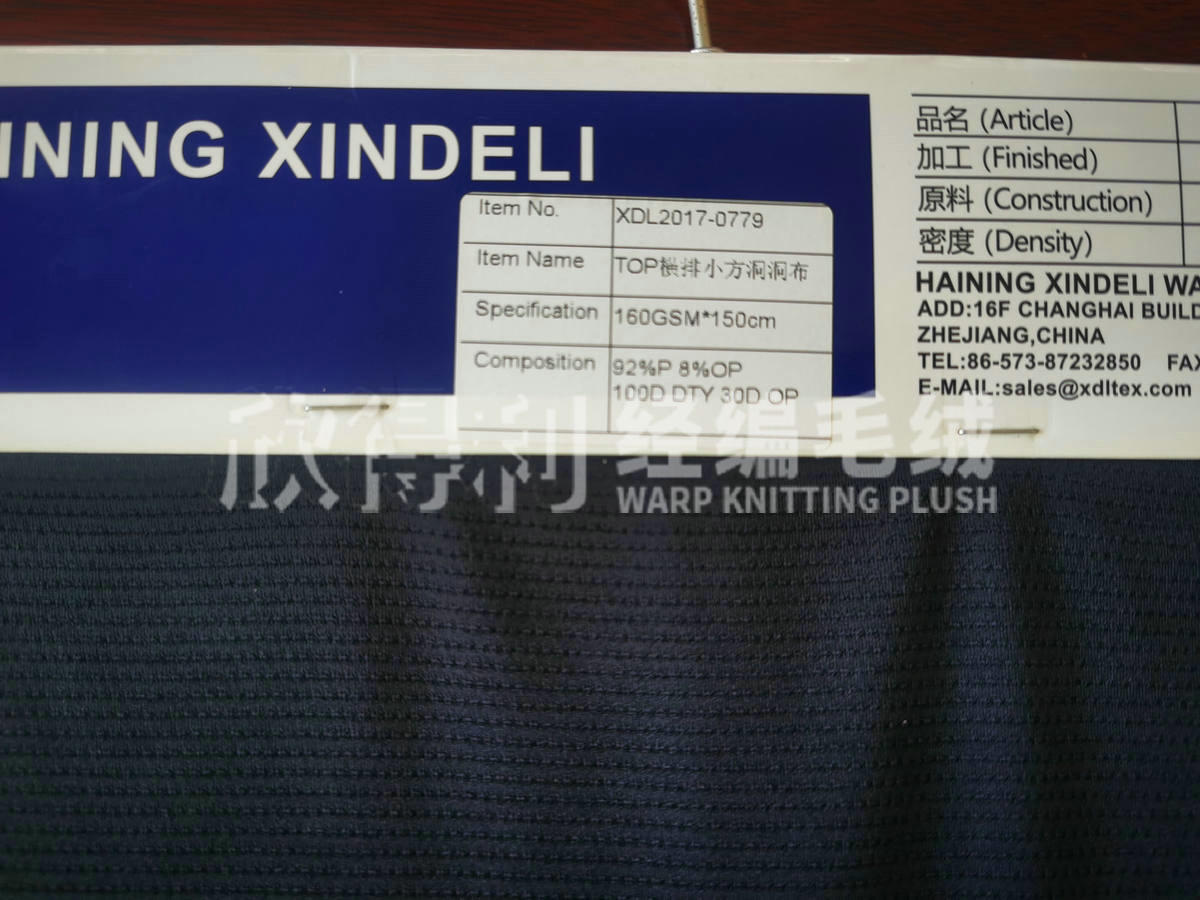 INING XINDELI
Item No. XDL2017-0779
Item Name TOP横排小方洞洞布
Specification 160GSM*150cm
Composition 92%P 8%OP
100D DTY 30D OP
品名 (Article)
加工 (Finished)
原料 (Construction)
密度 (Density)
HAINING XINDELI WA
ADD:16F CHANGHAI BUILD
ZHEJIANG,CHINA
TEL:86-573-87232850 FAX
E-MAIL:sales@xdltex.com
欣得利 经编毛绒
WARP KNITTING PLUSH